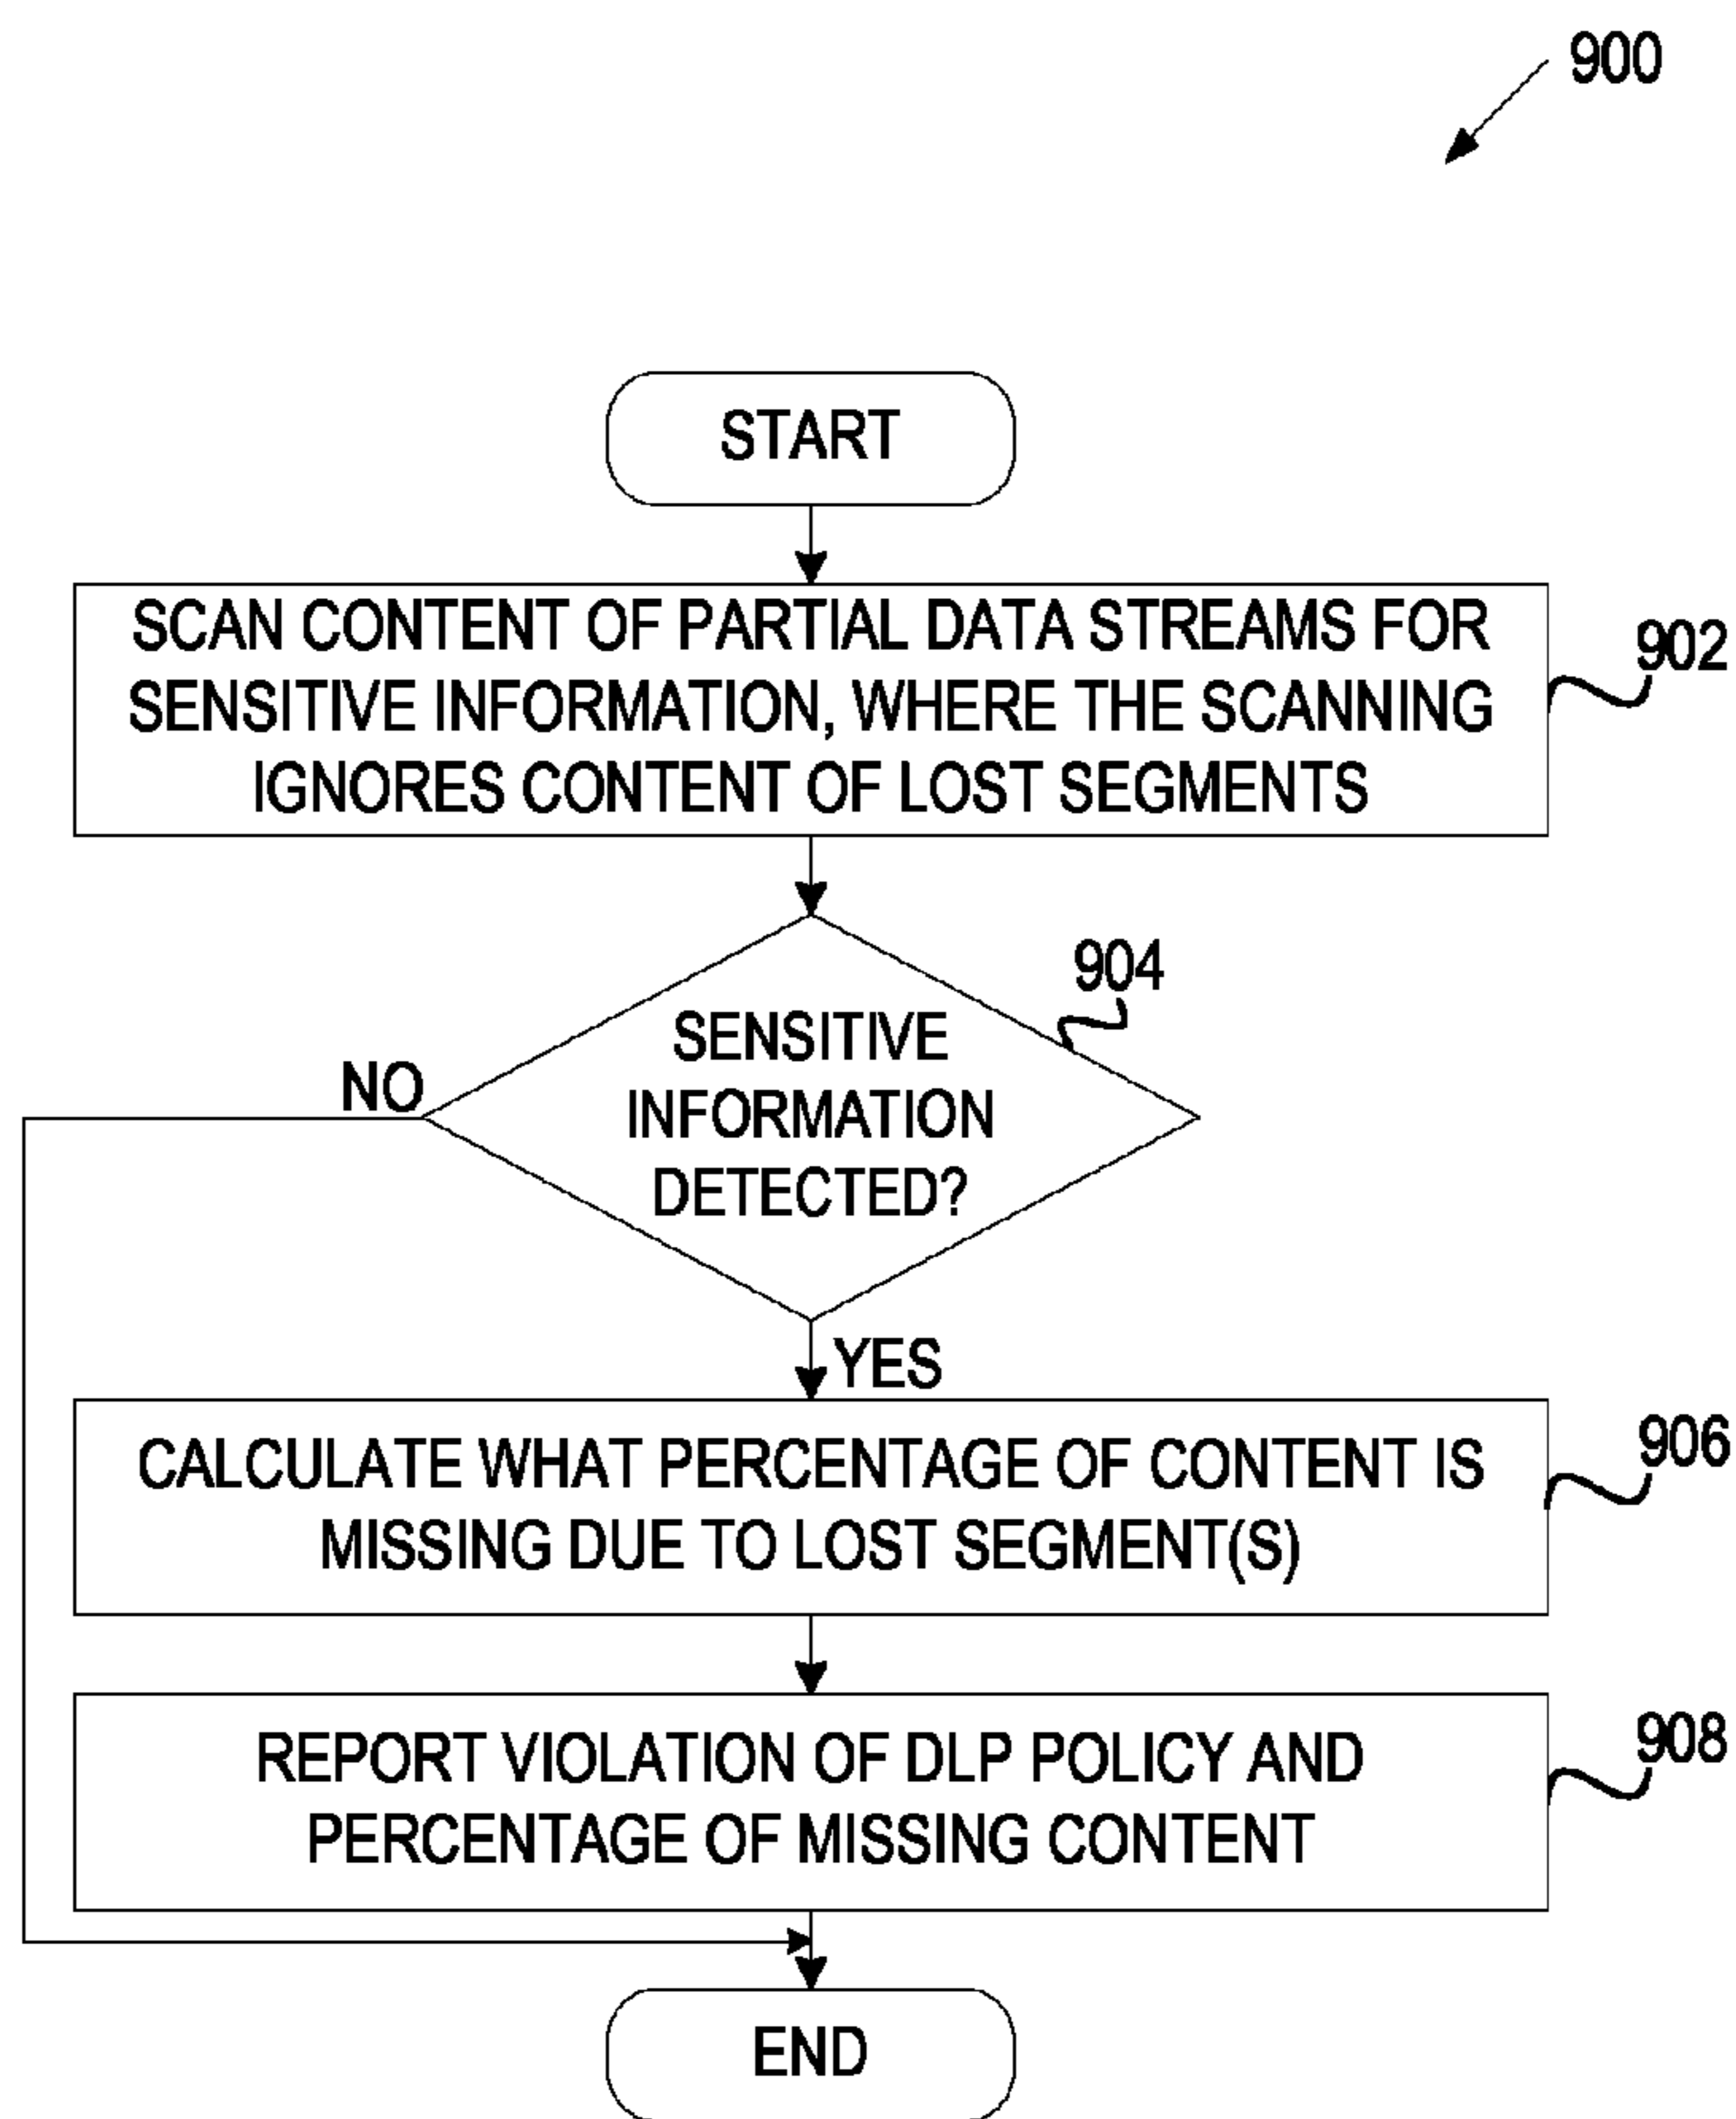 900
START
SCAN CONTENT OF PARTIAL DATA STREAMS FOR
SENSITIVE INFORMATION, WHERE THE SCANNING
IGNORES CONTENT OF LOST SEGMENTS
902
904
SENSITIVE
INFORMATION
DETECTED?
NO
YES
CALCULATE WHAT PERCENTAGE OF CONTENT IS
MISSING DUE TO LOST SEGMENT(S)
906
REPORT VIOLATION OF DLP POLICY AND
PERCENTAGE OF MISSING CONTENT
908
END